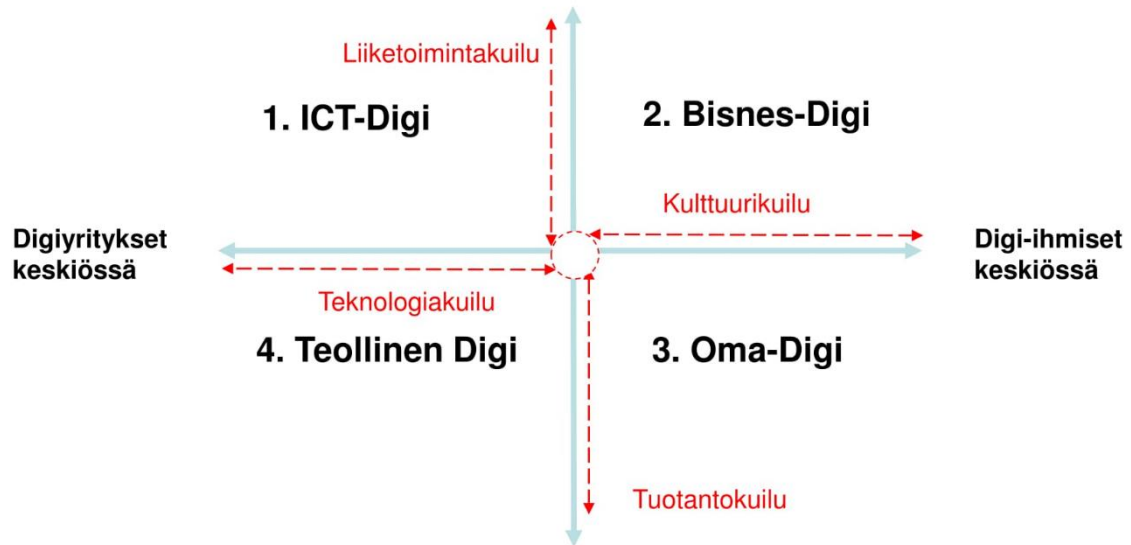 Liiketoimintakuilu
1. ICT-Digi
2. Bisnes-Digi
Kulttuurikuilu
Digiyritykset
keskiössä
Digi-ihmiset
keskiössä
Teknologiakuilu
4. Teollinen Digi
3. Oma-Digi
Tuotantokuilu